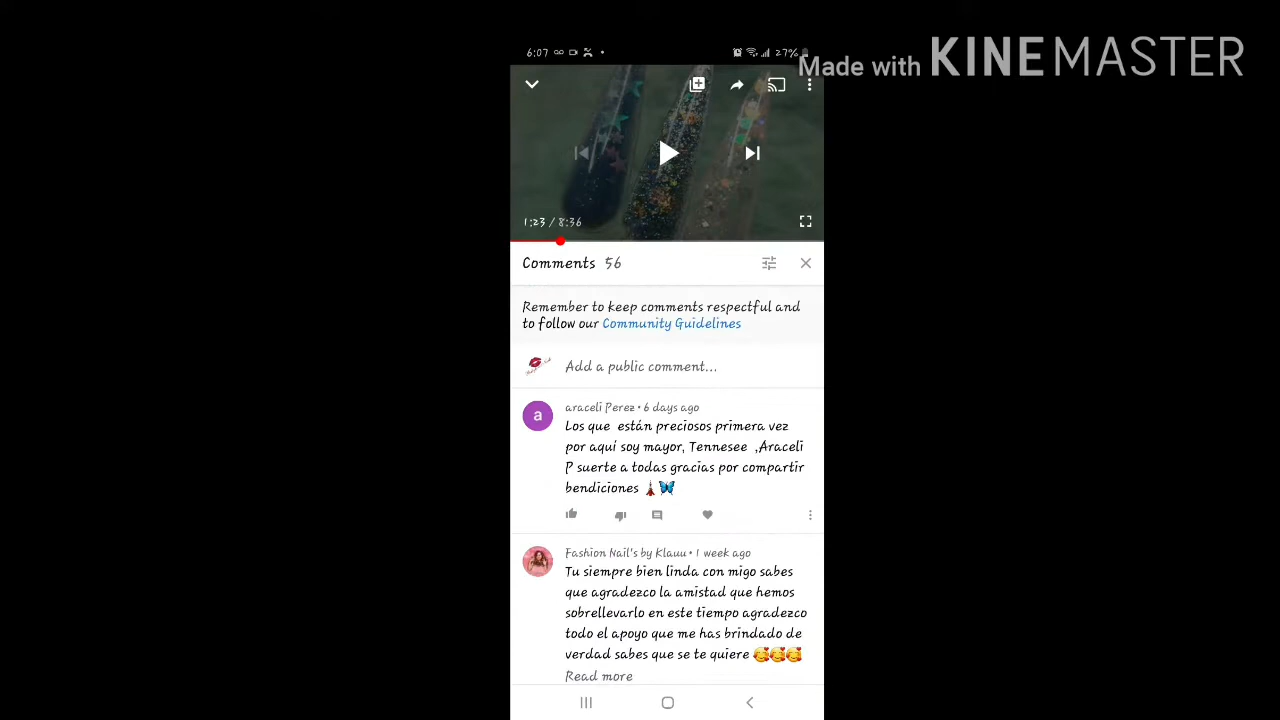 6:07
27%
Made with KINEMASTER
1:23 / 8:36
Comments 56
Remember to keep comments respectful and
to follow our Community Guidelines
Add a public comment...
araceli Perez • 6 days ago
Los que están preciosos primera vez
por aquí soy mayor, Tennesee ,Araceli
P suerte a todas gracias por compartir
bendiciones 🗼🦋
Fashion Nail's by Klauu • 1 week ago
Tu siempre bien linda con migo sabes
que agradezco la amistad que hemos
sobrellevarlo en este tiempo agradezco
todo el apoyo que me has brindado de
verdad sabes que se te quiere 🥰🥰🥰
Read more